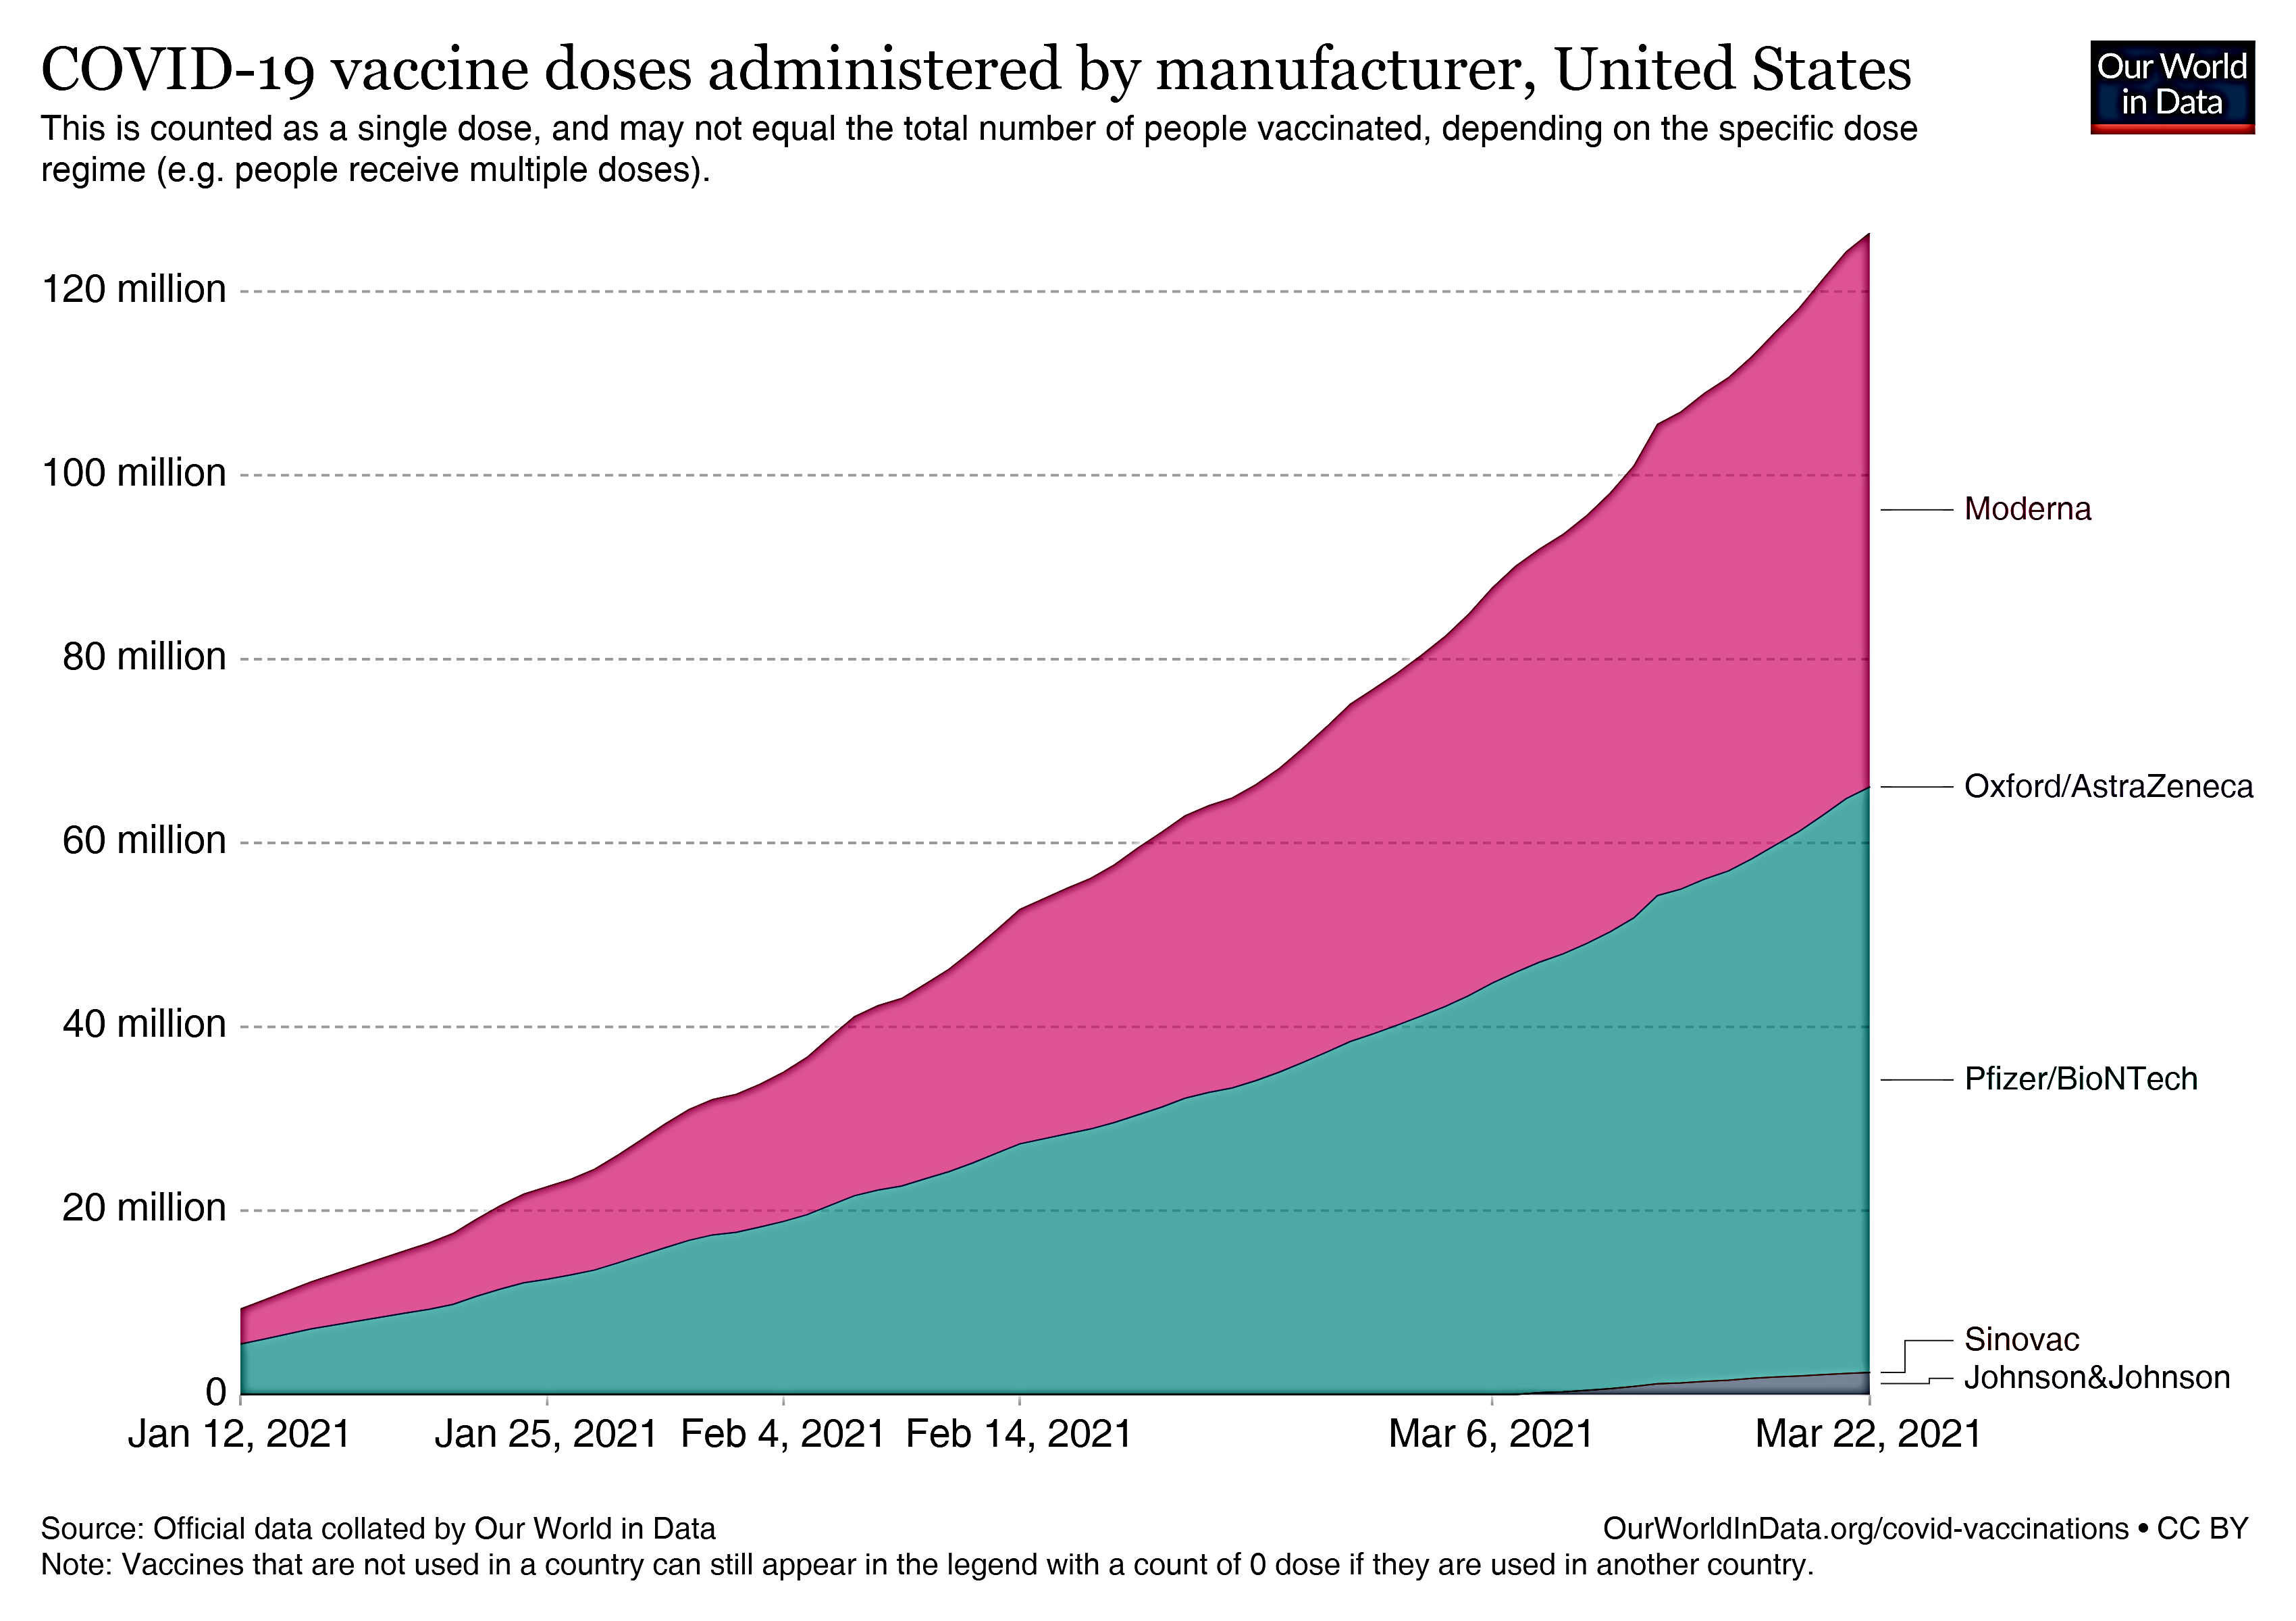 COVID-19 vaccine doses administered by manufacturer, United States
Our World
in Data
This is counted as a single dose, and may not equal the total number of people vaccinated, depending on the specific dose
regime (e.g. people receive multiple doses).
120 million
100 million
Moderna
80 million
Oxford/AstraZeneca
60 million
40 million
Pfizer/BioNTech
20 million
Sinovac
Johnson&Johnson
0
Jan 12, 2021 Jan 25, 2021 Feb 4, 2021 Feb 14, 2021 Mar 6, 2021 Mar 22, 2021
Source: Official data collated by Our World in Data
OurWorldInData.org/covid-vaccinations • CC BY
Note: Vaccines that are not used in a country can still appear in the legend with a count of 0 dose if they are used in another country.